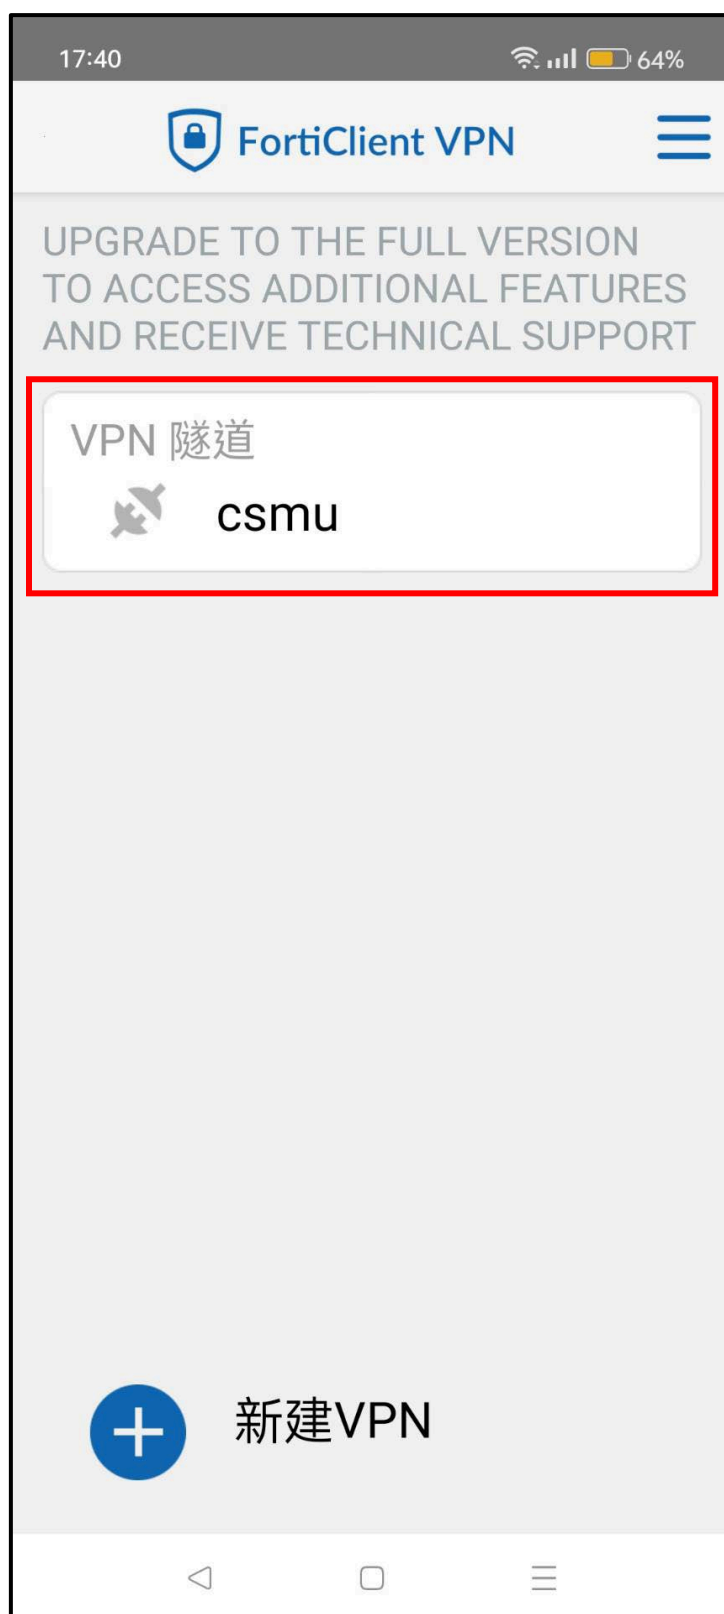 17:40
64%
FortiClient VPN
UPGRADE TO THE FULL VERSION
TO ACCESS ADDITIONAL FEATURES
AND RECEIVE TECHNICAL SUPPORT
VPN 隧道
csmu
新建VPN